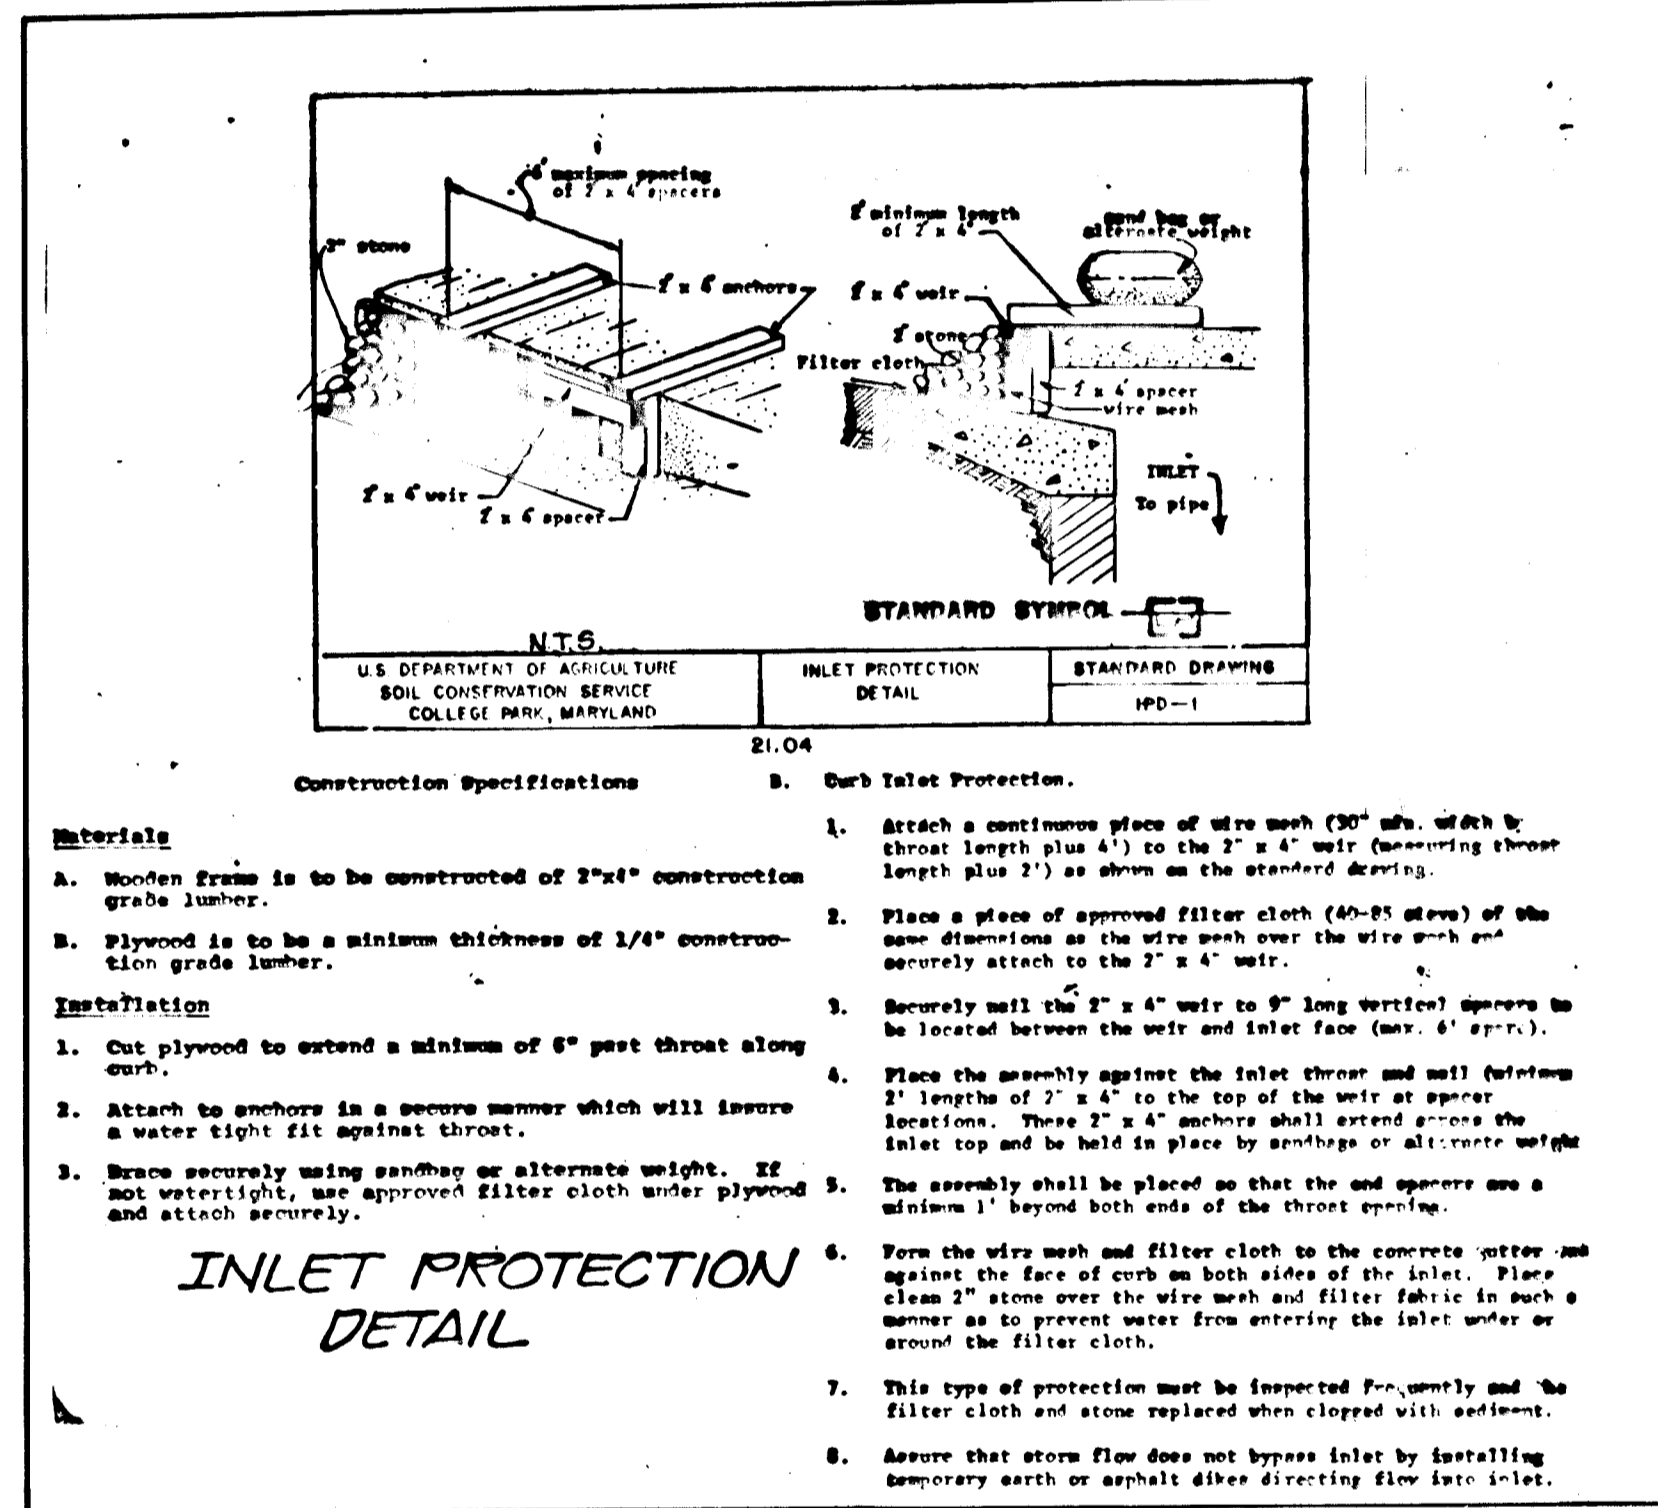 6' maximum spacing
of 2" x 4" spacers
2" stone
2" x 4" anchors
2" x 4" weir
2" x 4" spacer
2' minimum length
of 2" x 4"
sand bag or
alternate weight
2" x 4" weir
2" stone
Filter cloth
2" x 4" spacer
wire mesh
INLET
To pipe
STANDARD SYMBOL
N.T.S.
U.S. DEPARTMENT OF AGRICULTURE
SOIL CONSERVATION SERVICE
COLLEGE PARK, MARYLAND
INLET PROTECTION
DETAIL
STANDARD DRAWING
IPD-1
21.04
Construction Specifications
Materials
A. Wooden frame is to be constructed of 2"x4" construction
grade lumber.
B. Plywood is to be a minimum thickness of 1/4" construc-
tion grade lumber.
Installation
1. Cut plywood to extend a minimum of 6" past throat along
curb.
2. Attach to anchors in a secure manner which will insure
a water tight fit against throat.
3. Brace securely using sandbag or alternate weight. If
not watertight, use approved filter cloth under plywood
and attach securely.
INLET PROTECTION
DETAIL
B. Curb Inlet Protection.
1. Attach a continuous piece of wire mesh (30" min. width by
throat length plus 4') to the 2" x 4" weir (measuring throat
length plus 2') as shown on the standard drawing.
2. Place a piece of approved filter cloth (40-85 sieve) of the
same dimensions as the wire mesh over the wire mesh and
securely attach to the 2" x 4" weir.
3. Securely nail the 2" x 4" weir to 9" long vertical spacers to
be located between the weir and inlet face (max. 6' apart).
4. Place the assembly against the inlet throat and nail (minimum
2' lengths of 2" x 4" to the top of the weir at spacer
locations. These 2" x 4" anchors shall extend across the
inlet top and be held in place by sandbags or alternate weight
5. The assembly shall be placed so that the end spacers are a
minimum 1' beyond both ends of the throat opening.
6. Form the wire mesh and filter cloth to the concrete gutter and
against the face of curb on both sides of the inlet. Place
clean 2" stone over the wire mesh and filter fabric in such a
manner as to prevent water from entering the inlet under or
around the filter cloth.
7. This type of protection must be inspected frequently and the
filter cloth and stone replaced when clogged with sediment.
8. Assure that storm flow does not bypass inlet by installing
temporary earth or asphalt dikes directing flow into inlet.